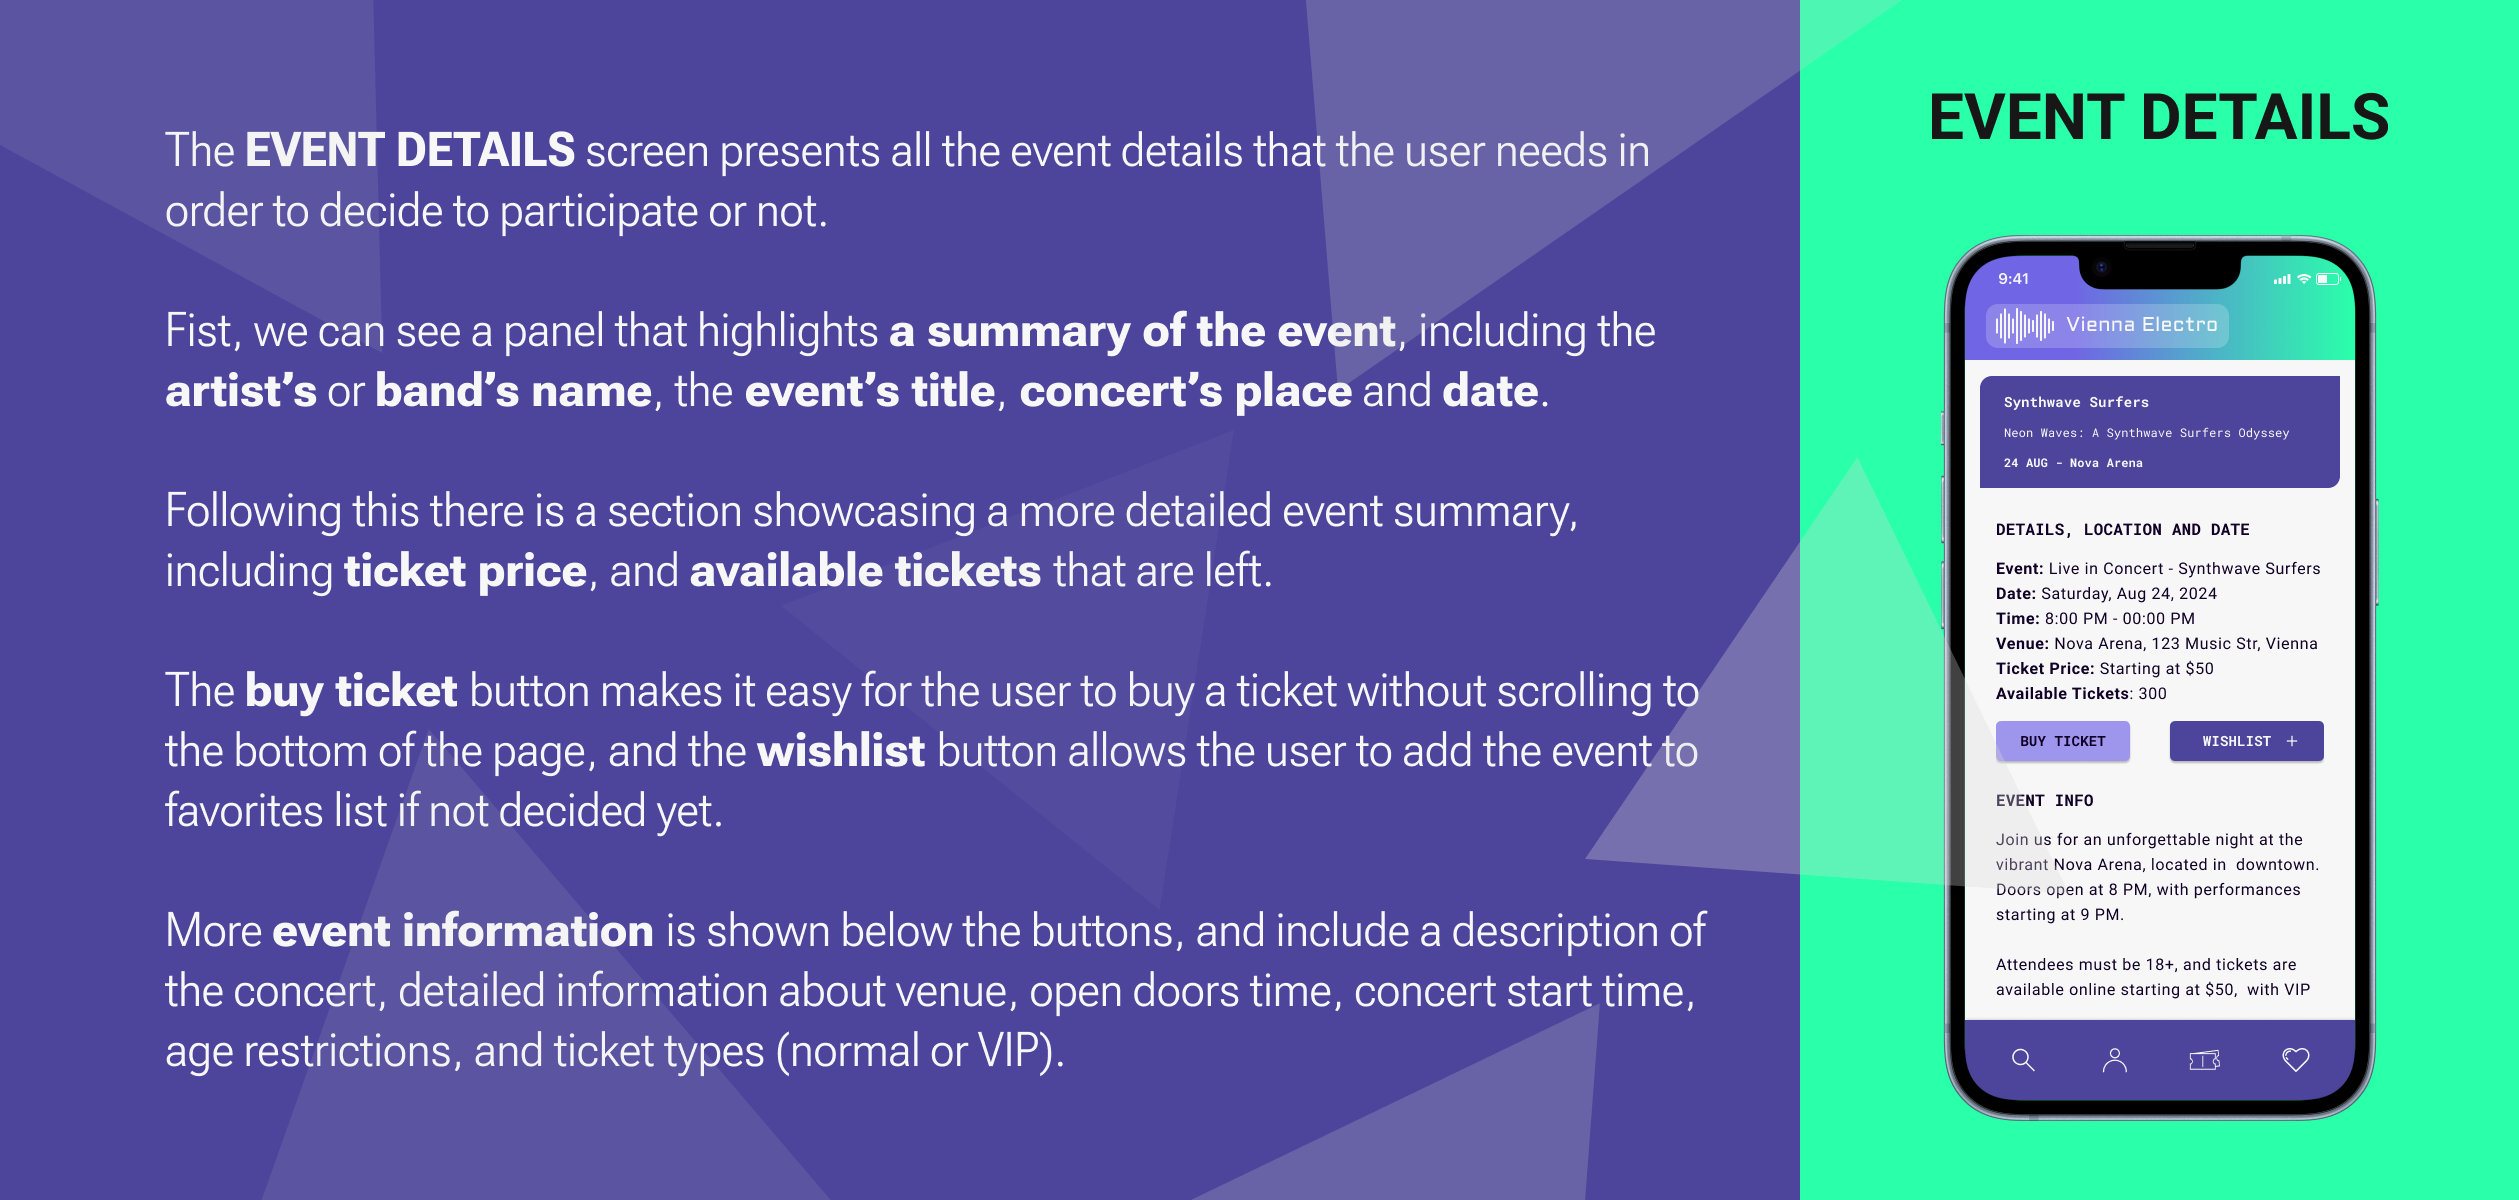 The EVENT DETAILS screen presents all the event details that the user needs in
order to decide to participate or not.
Fist, we can see a panel that highlights a summary of the event, including the
artist’s or band’s name, the event’s title, concert’s place and date.
Following this there is a section showcasing a more detailed event summary,
including ticket price, and available tickets that are left.
The buy ticket button makes it easy for the user to buy a ticket without scrolling to
the bottom of the page, and the wishlist button allows the user to add the event to
favorites list if not decided yet.
More event information is shown below the buttons, and include a description of
the concert, detailed information about venue, open doors time, concert start time,
age restrictions, and ticket types (normal or VIP).
EVENT DETAILS
9:41
Vienna Electro
Synthwave Surfers
Neon Waves: A Synthwave Surfers Odyssey
24 AUG - Nova Arena
DETAILS, LOCATION AND DATE
Event: Live in Concert - Synthwave Surfers
Date: Saturday, Aug 24, 2024
Time: 8:00 PM - 00:00 PM
Venue: Nova Arena, 123 Music Str, Vienna
Ticket Price: Starting at $50
Available Tickets: 300
BUY TICKET
WISHLIST +
EVENT INFO
Join us for an unforgettable night at the
vibrant Nova Arena, located in downtown.
Doors open at 8 PM, with performances
starting at 9 PM.
Attendees must be 18+, and tickets are
available online starting at $50, with VIP